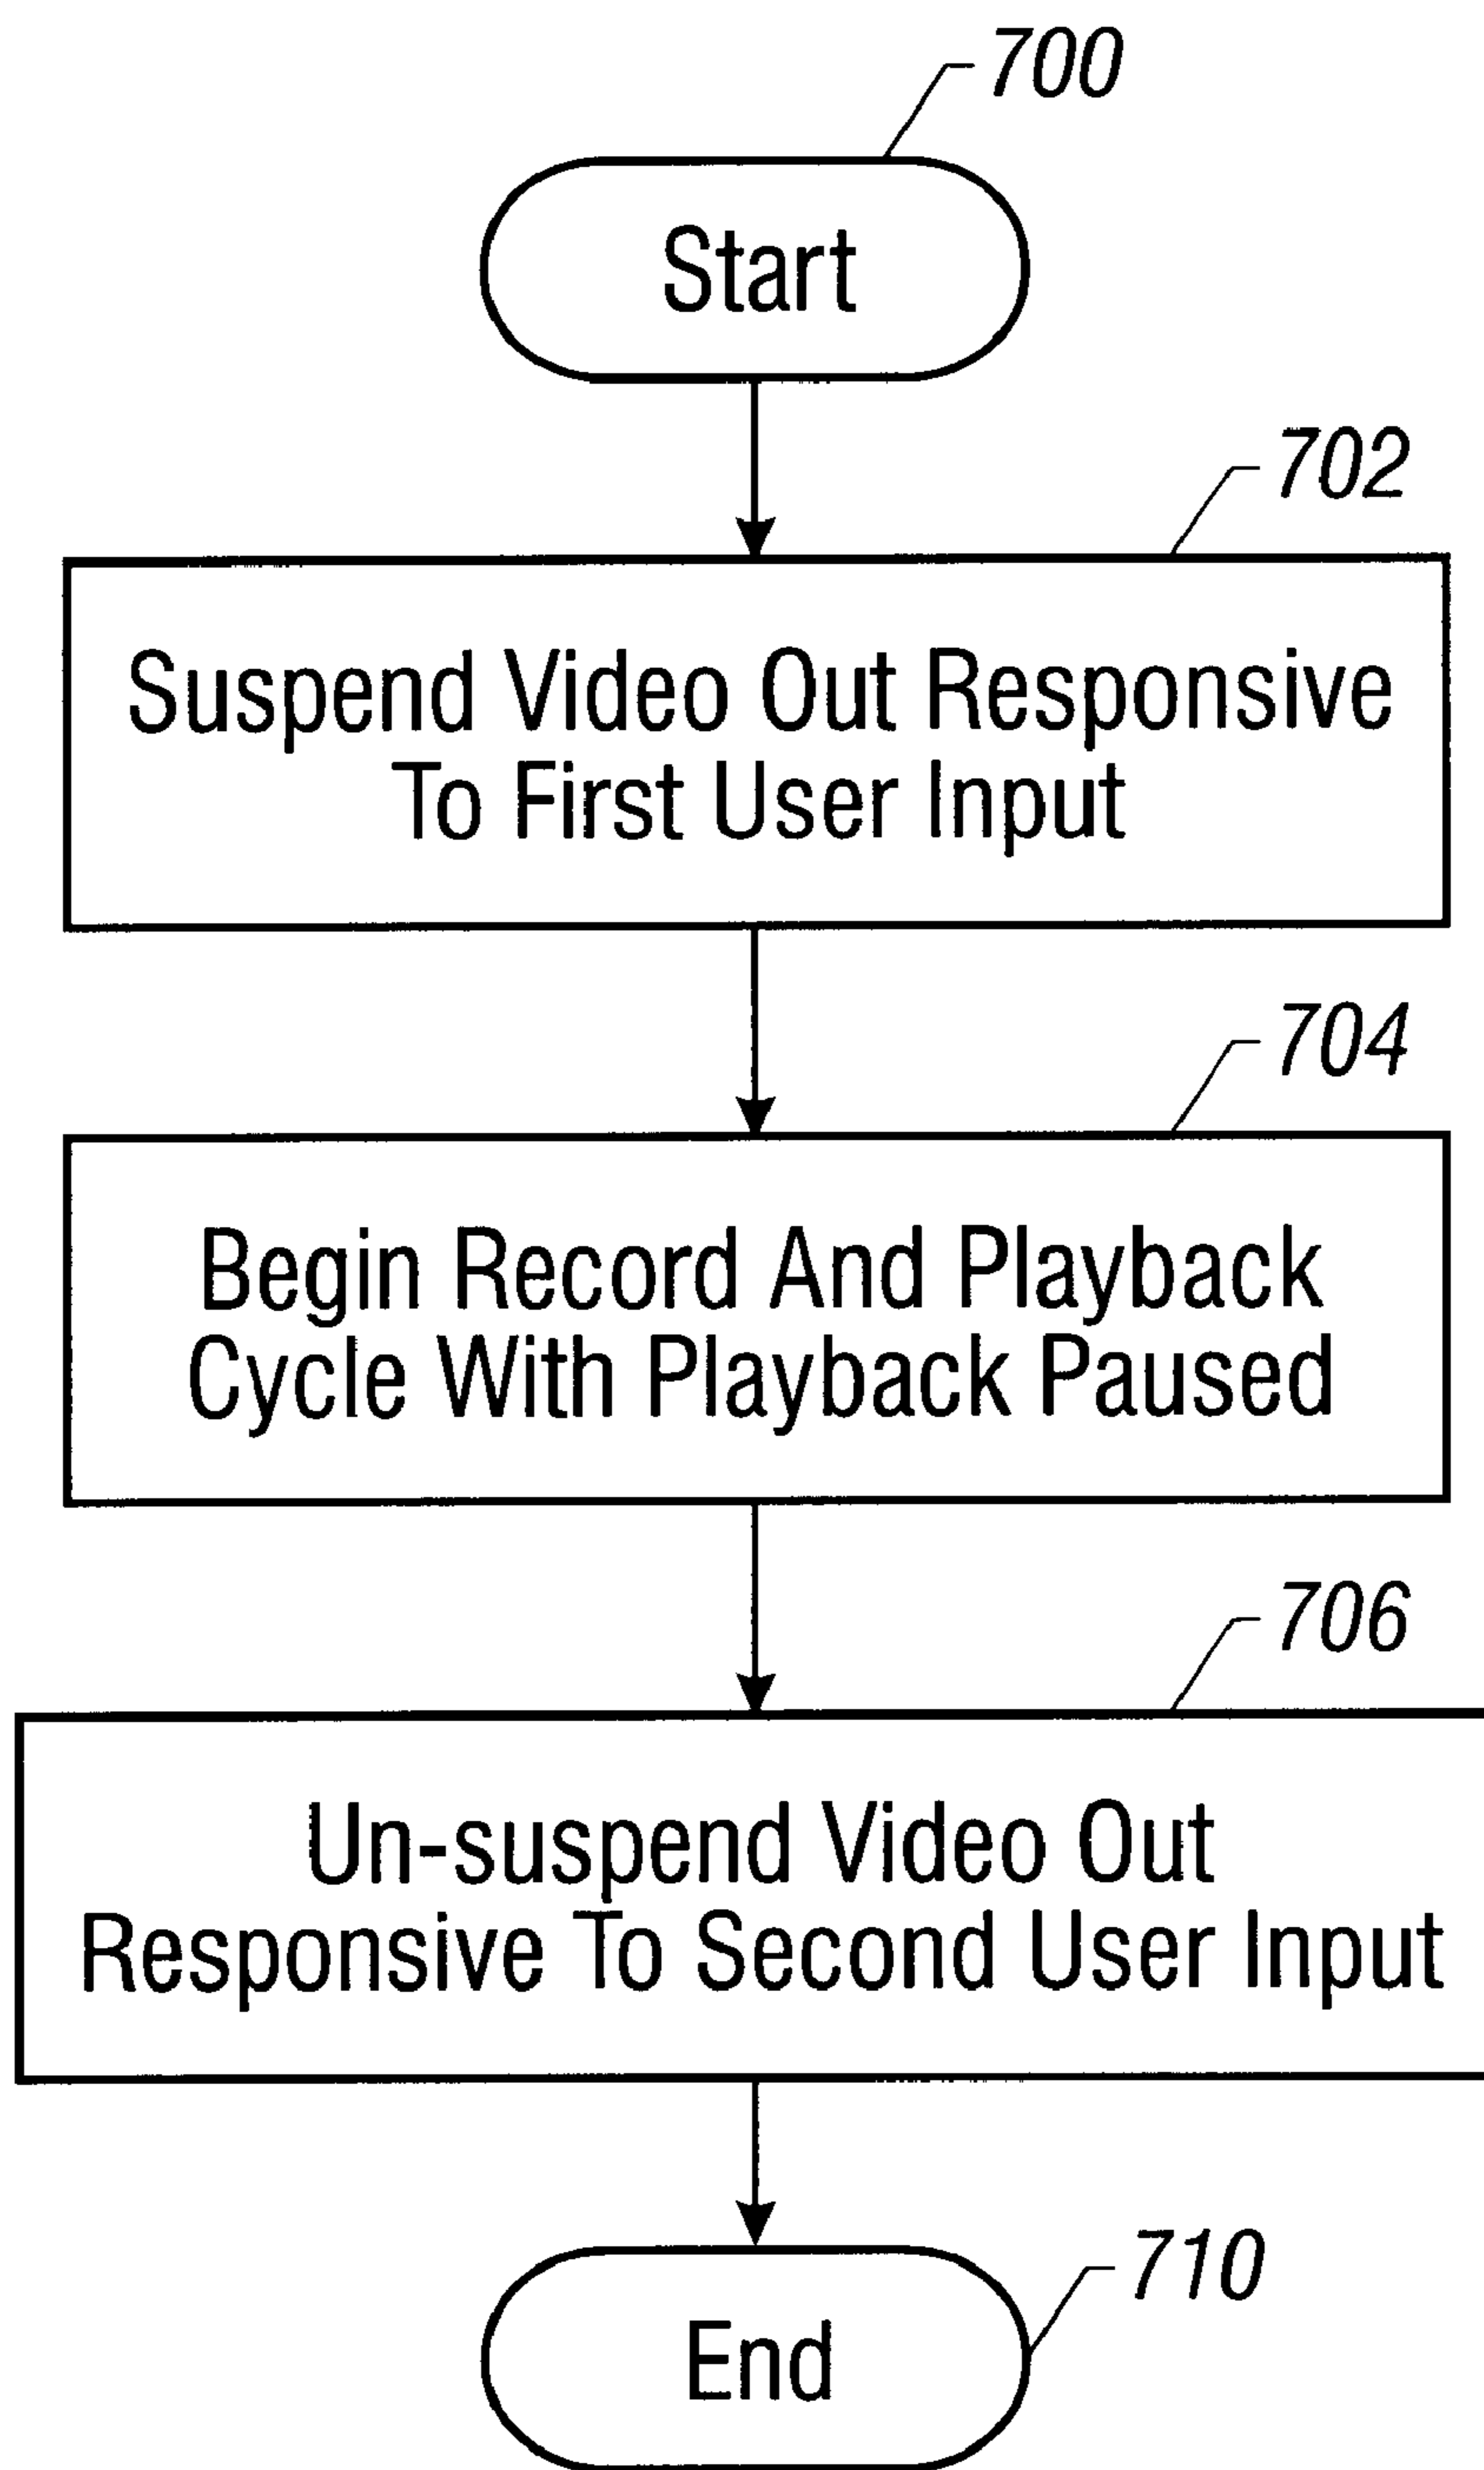 700
Start
702
Suspend Video Out Responsive
To First User Input
704
Begin Record And Playback
Cycle With Playback Paused
706
Un-suspend Video Out
Responsive To Second User Input
710
End